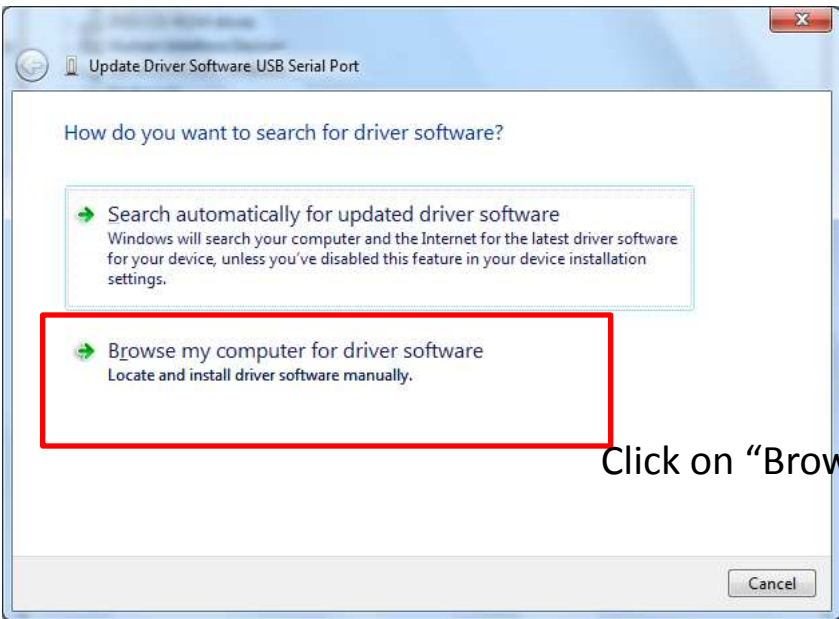 Update Driver Software USB Serial Port
How do you want to search for driver software?
Search automatically for updated driver software
Windows will search your computer and the Internet for the latest driver software
for your device, unless you've disabled this feature in your device installation
settings.
Browse my computer for driver software
Locate and install driver software manually.
Click on “Brow
Cancel